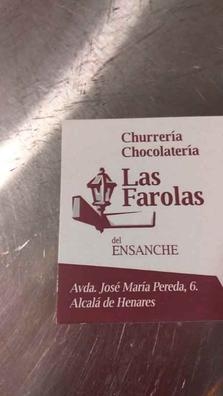 Churrería
Chocolatería
Las
Farolas
del
ENSANCHE
Avda. José María Pereda, 6.
Alcalá de Henares